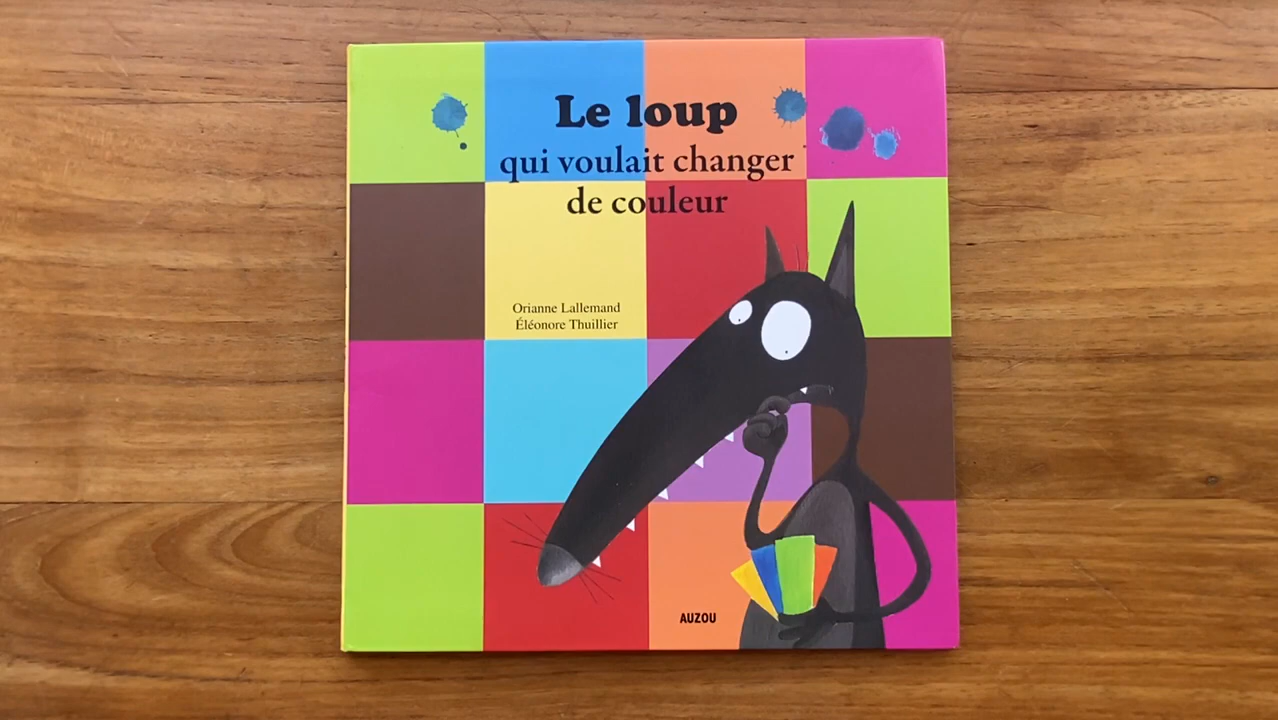 Le loup
qui voulait changer
de couleur
Orianne Lallemand
Éléonore Thuillier
AUZOU